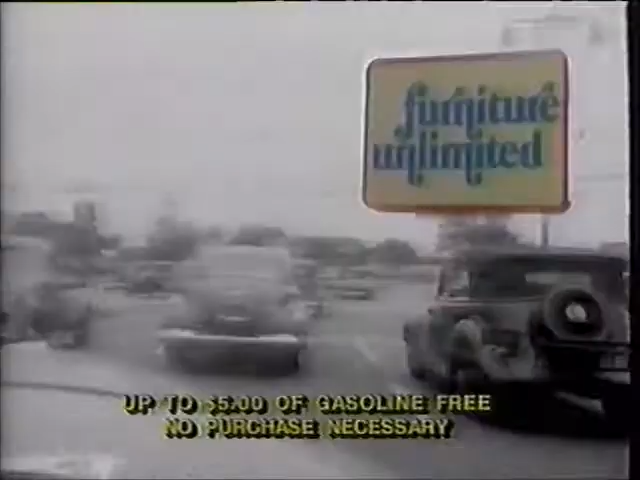 furniture
unlimited
UP TO $5.00 OF GASOLINE FREE
NO PURCHASE NECESSARY